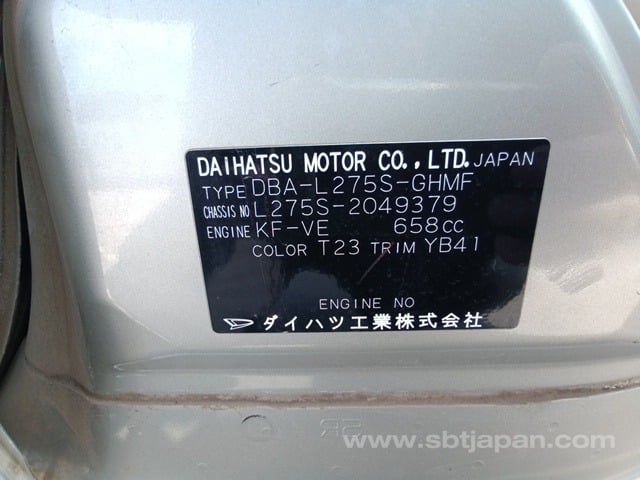 DAIHATSU MOTOR CO., LTD. JAPAN
TYPE DBA-L275S-GHMF
CHASSIS NO L275S-2049379
ENGINE KF-VE 658CC
COLOR T23 TRIM YB41
ENGINE NO
ダイハツ工業株式会社
www.sbtjapan.com